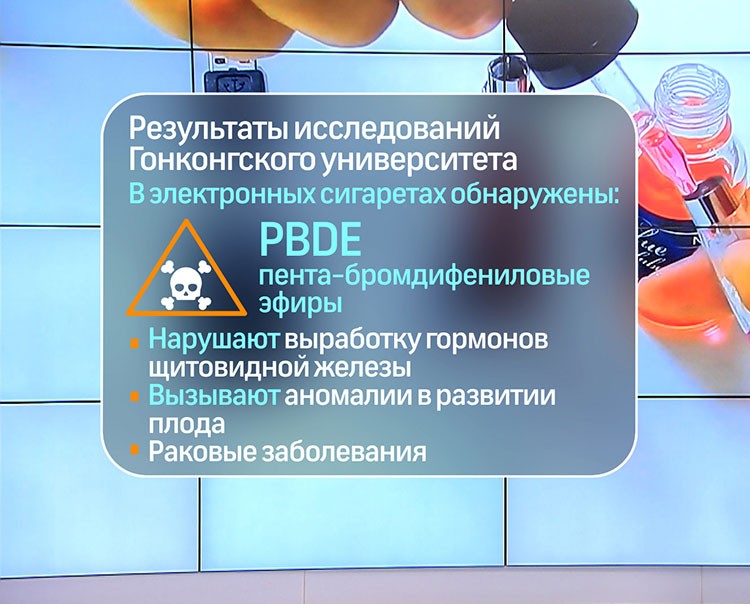 Результаты исследований
Гонконгского университета
В электронных сигаретах обнаружены:
PBDE
пента-бромдифениловые
эфиры
Нарушают выработку гормонов
щитовидной железы
Вызывают аномалии в развитии
плода
Раковые заболевания